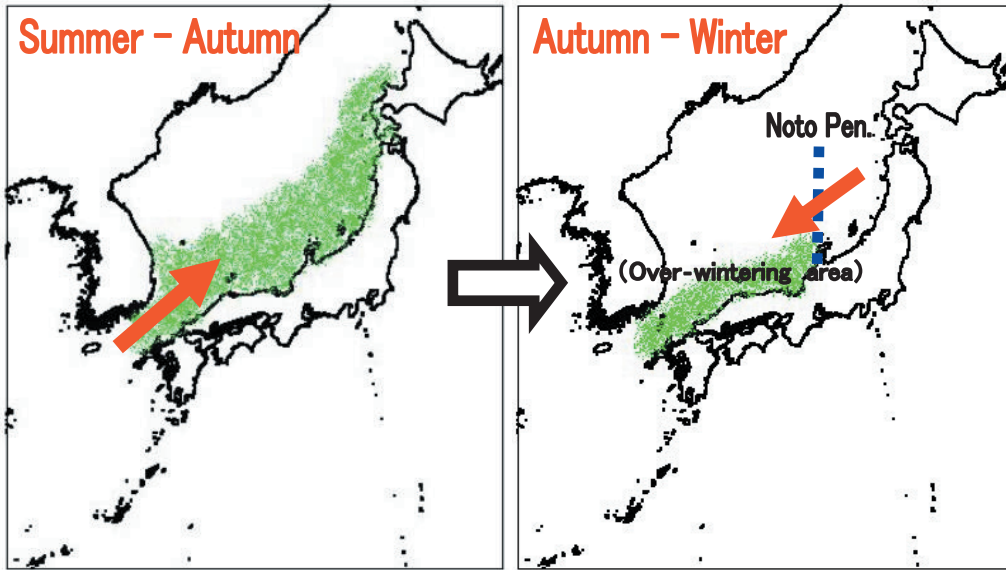 Summer – Autumn
Autumn – Winter
Noto Pen.
(Over-wintering area)